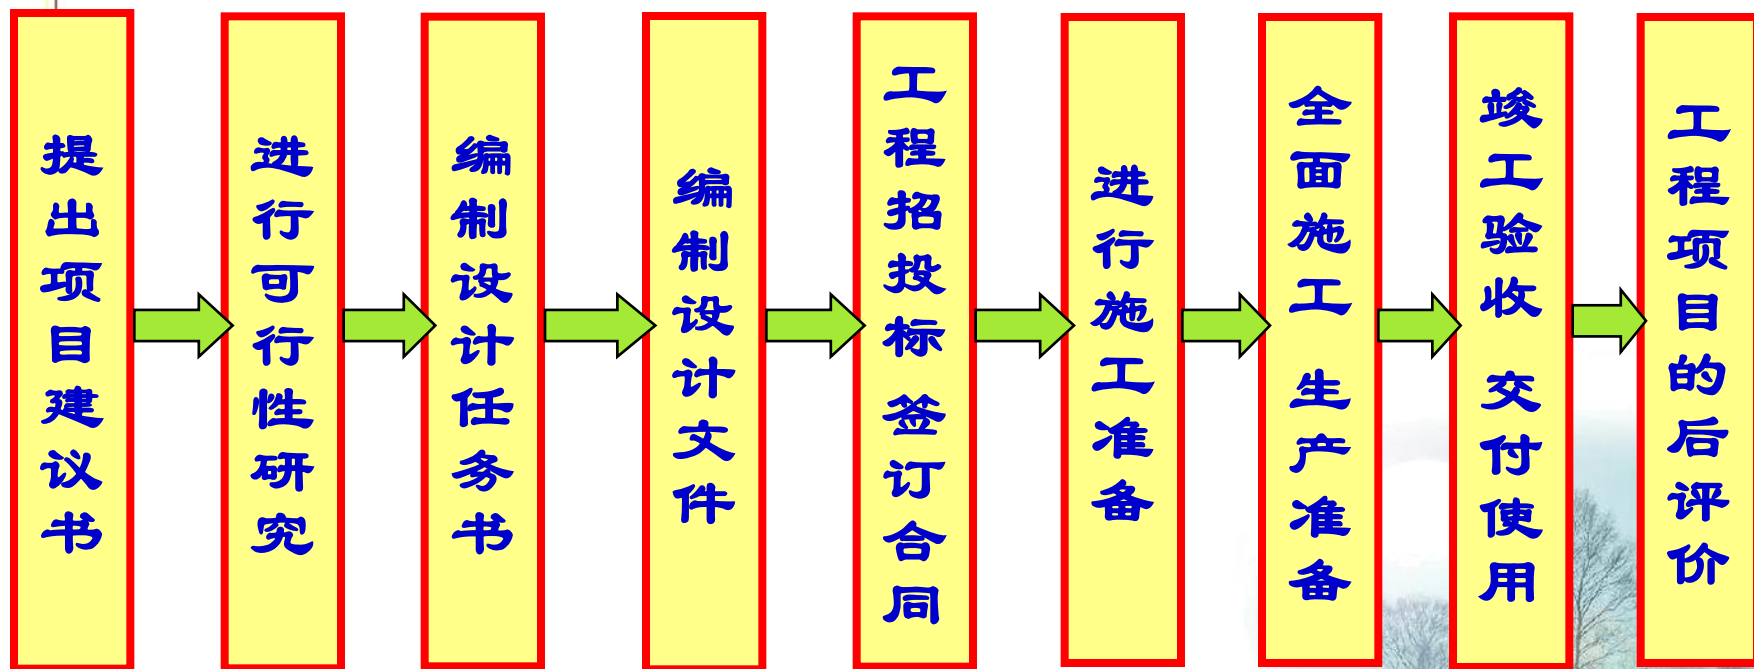 提出项目建议书
进行可行性研究
编制设计任务书
编制设计文件
工程招投标 签订合同
进行施工准备
全面施工 生产准备
竣工验收 交付使用
工程项目的后评价